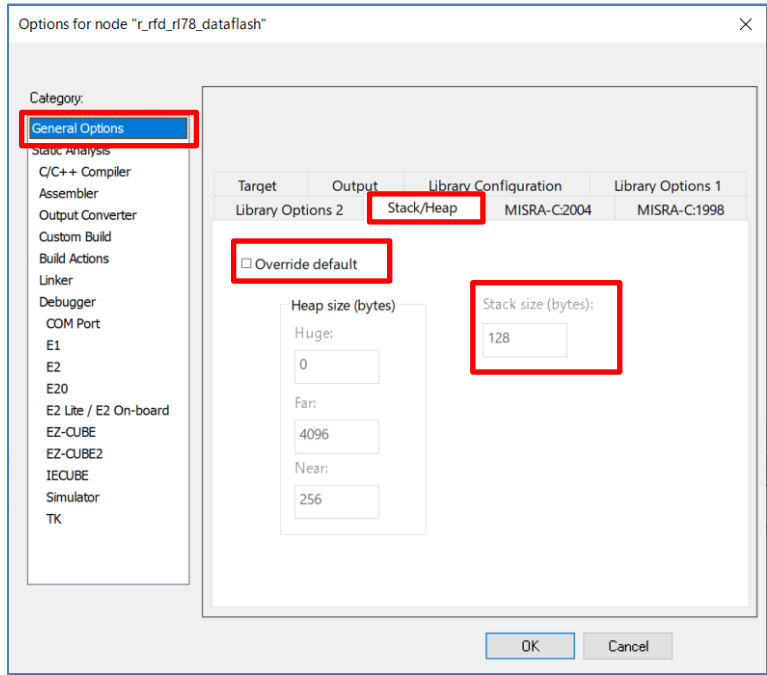 Options for node "r_rfd_rl78_dataflash"
Category:
General Options
Static Analysis
C/C++ Compiler
Assembler
Output Converter
Custom Build
Build Actions
Linker
Debugger
COM Port
E1
E2
E20
E2 Lite / E2 On-board
EZ-CUBE
EZ-CUBE2
IECUBE
Simulator
TK
Target Output Library Configuration Library Options 1
Library Options 2 Stack/Heap MISRA-C:2004 MISRA-C:1998
Override default
Heap size (bytes)
Huge:
0
Far:
4096
Near:
256
Stack size (bytes):
128
OK Cancel